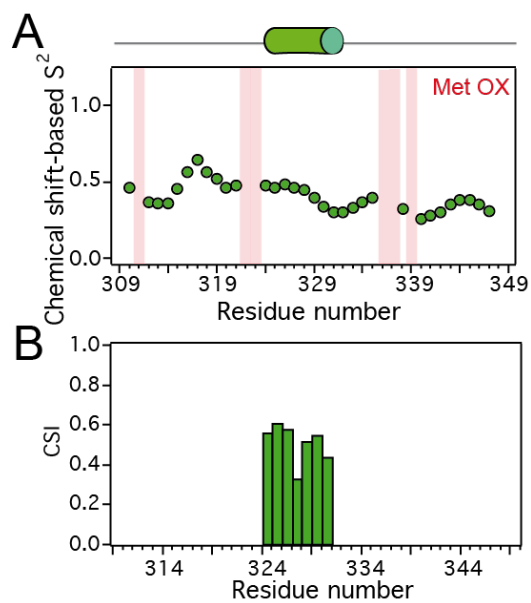 A
Met OX
Chemical shift-based S²
1.0
0.5
0.0
309 319 329 339 349
Residue number
B
CSI
1.0
0.8
0.6
0.4
0.2
0.0
314 324 334 344
Residue number